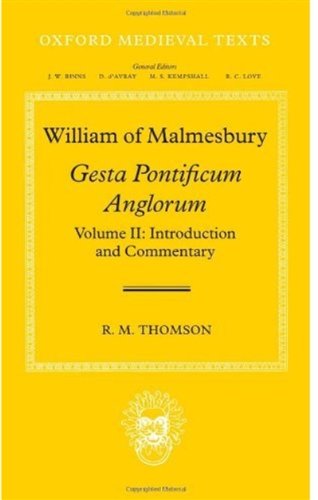 OXFORD MEDIEVAL TEXTS
General Editors
J. W. BINNS D. d'AVRAY M. S. KEMPSHALL R. C. LOVE
William of Malmesbury
Gesta Pontificum
Anglorum
Volume II: Introduction
and Commentary
R. M. THOMSON